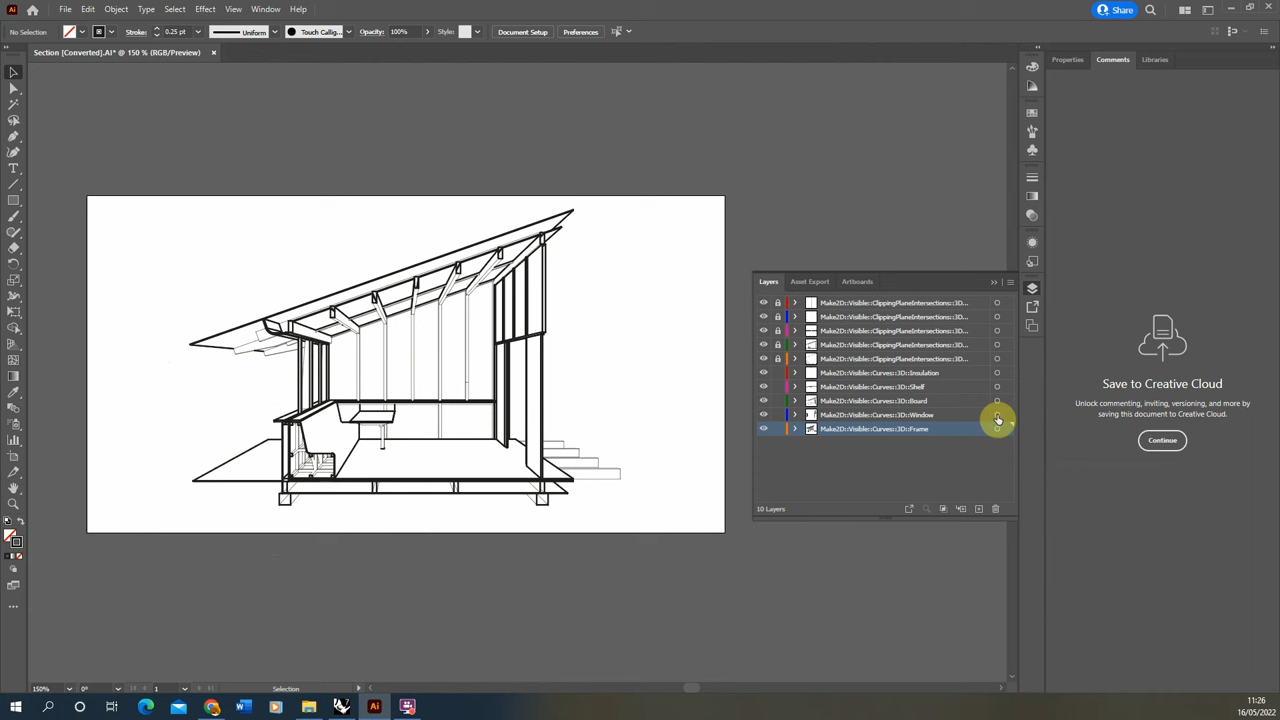 Ai File Edit Object Type Select Effect View Window Help Share
No Selection Stroke: 0.25 pt Uniform Touch Callig... Opacity: 100% Style: Document Setup Preferences
Section [Converted].AI* @ 150 % (RGB/Preview) ×
Properties Comments Libraries
Layers Asset Export Artboards
Make2D::Visible::ClippingPlaneIntersections::3D...
Make2D::Visible::ClippingPlaneIntersections::3D...
Make2D::Visible::ClippingPlaneIntersections::3D...
Make2D::Visible::ClippingPlaneIntersections::3D...
Make2D::Visible::ClippingPlaneIntersections::3D...
Make2D::Visible::Curves::3D::Insulation
Make2D::Visible::Curves::3D::Shelf
Make2D::Visible::Curves::3D::Board
Make2D::Visible::Curves::3D::Window
Make2D::Visible::Curves::3D::Frame
10 Layers
Save to Creative Cloud
Unlock commenting, inviting, versioning, and more by
saving this document to Creative Cloud.
Continue
150% 0° 1 Selection
11:26
16/05/2022